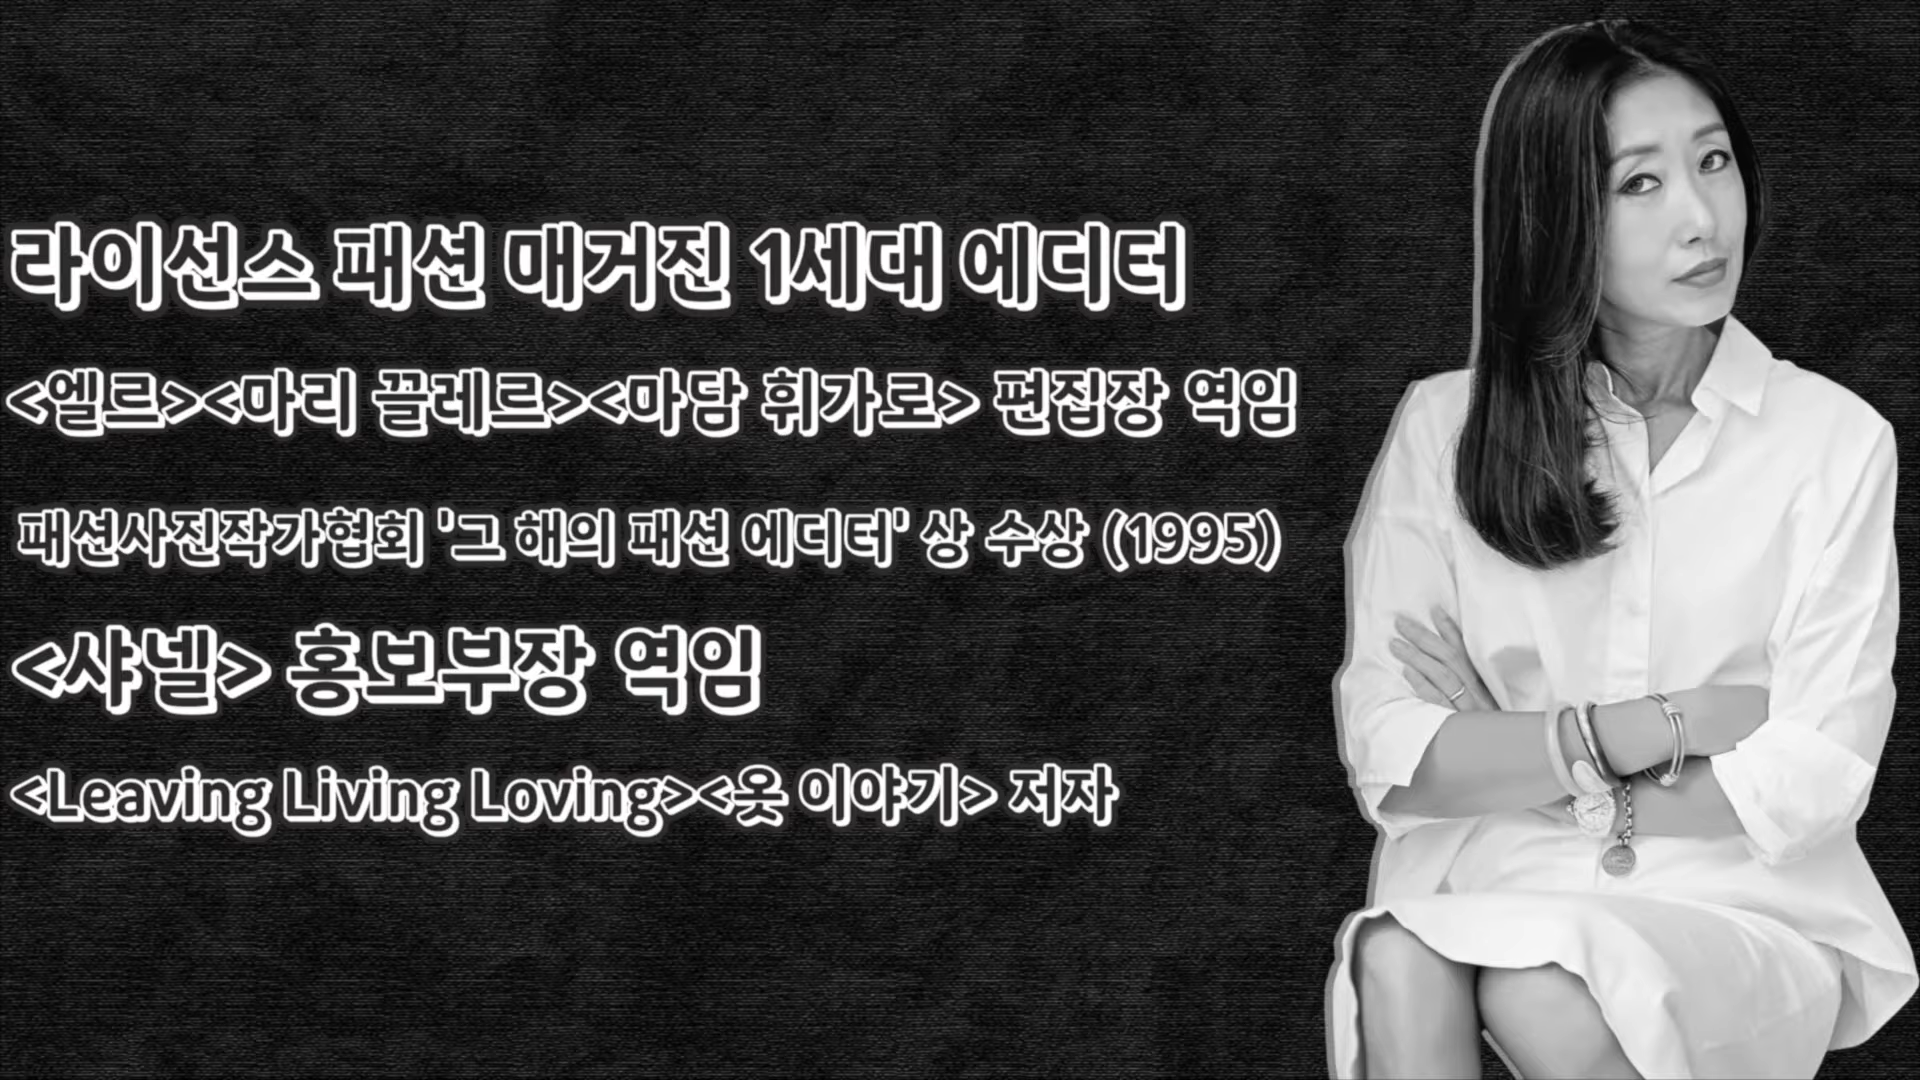 라이선스 패션 매거진 1세대 에디터
<엘르><마리 끌레르><마담 휘가로> 편집장 역임
패션사진작가협회 '그 해의 패션 에디터' 상 수상 (1995)
<샤넬> 홍보부장 역임
<Leaving Living Loving><옷 이야기> 저자